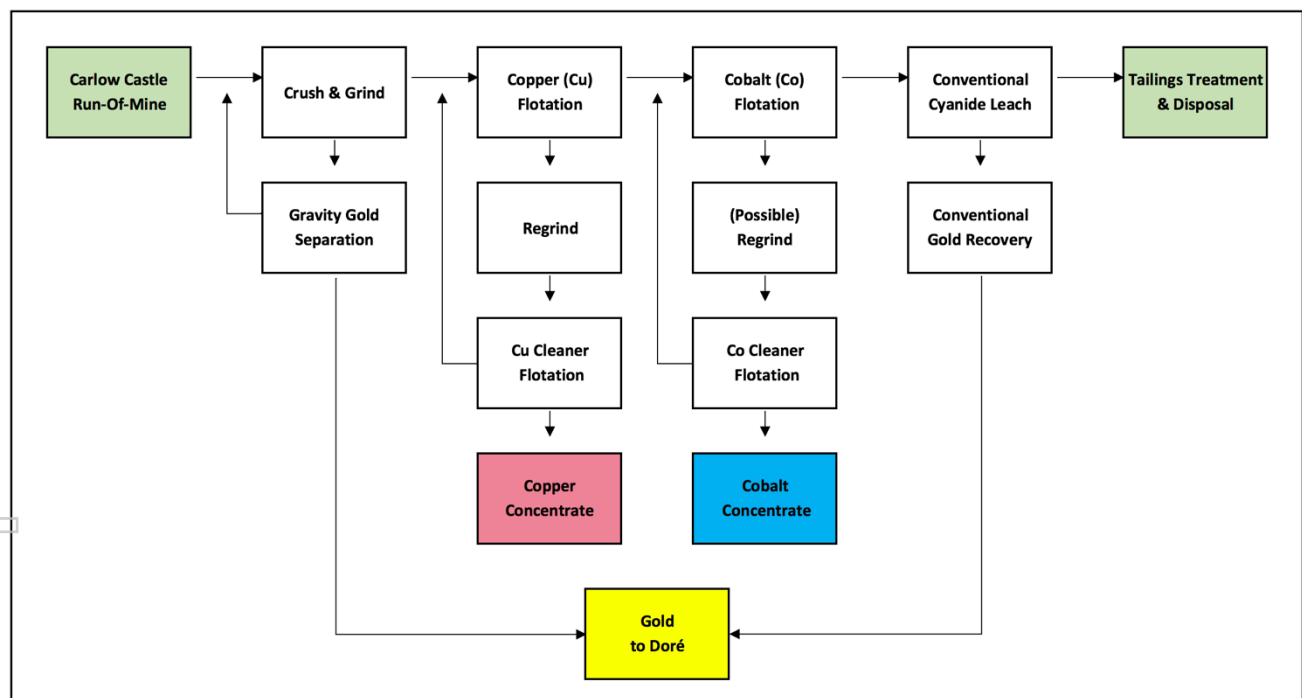 Carlow Castle
Run-Of-Mine
Crush & Grind
Copper (Cu)
Flotation
Cobalt (Co)
Flotation
Conventional
Cyanide Leach
Tailings Treatment
& Disposal
Gravity Gold
Separation
Regrind
(Possible)
Regrind
Conventional
Gold Recovery
Cu Cleaner
Flotation
Co Cleaner
Flotation
Copper
Concentrate
Cobalt
Concentrate
Gold
to Doré